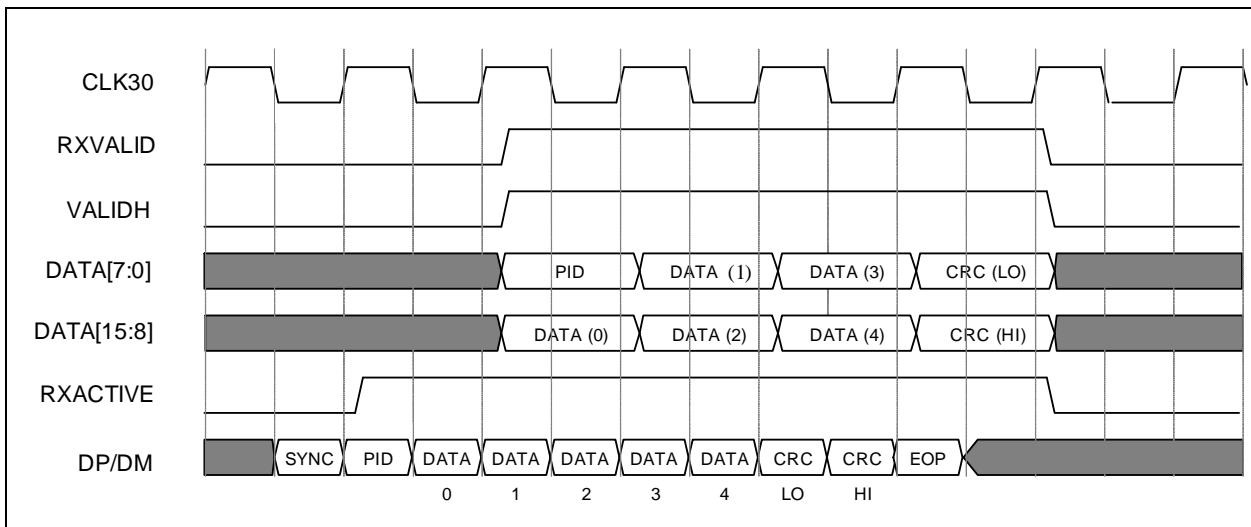 CLK30
RXVALID
VALIDH
DATA[7:0] PID DATA (1) DATA (3) CRC (LO)
DATA[15:8] DATA (0) DATA (2) DATA (4) CRC (HI)
RXACTIVE
DP/DM SYNC PID DATA DATA DATA DATA DATA CRC CRC EOP
0 1 2 3 4 LO HI